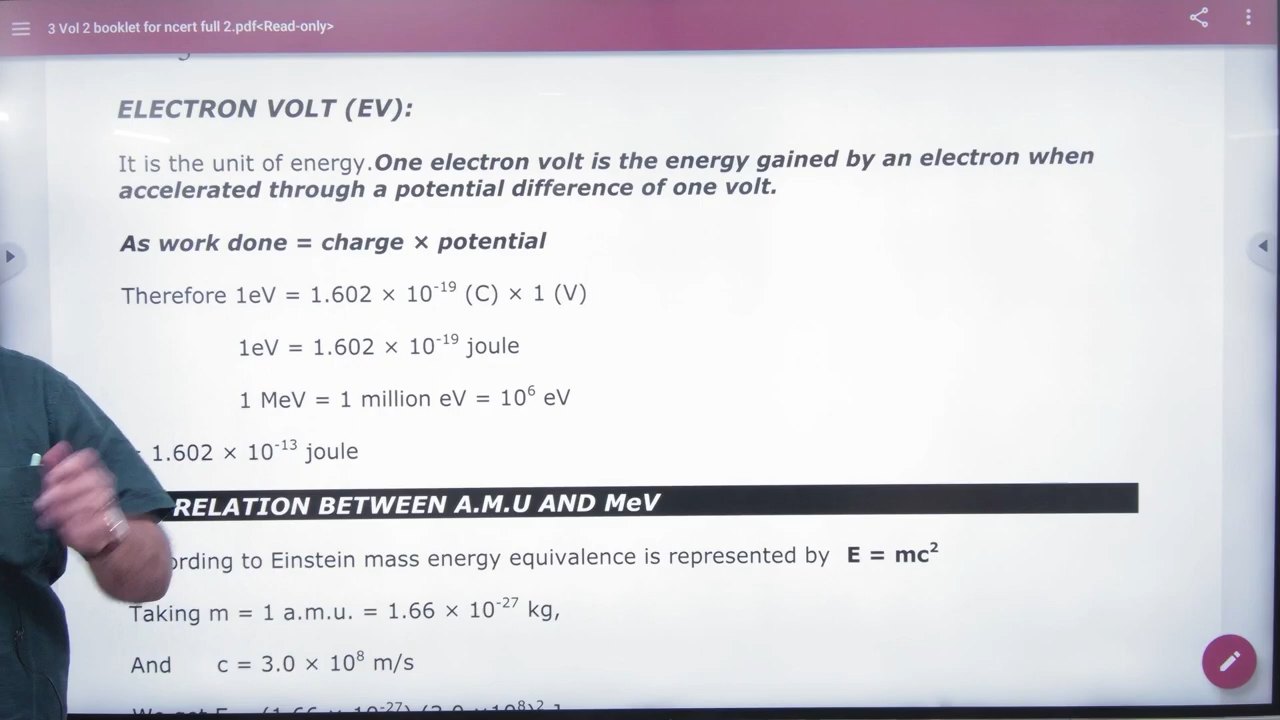 3 Vol 2 booklet for ncert full 2.pdf<Read-only>
ELECTRON VOLT (EV):
It is the unit of energy.One electron volt is the energy gained by an electron when
accelerated through a potential difference of one volt.
As work done = charge × potential
Therefore 1eV = 1.602 × 10⁻¹⁹ (C) × 1 (V)
1eV = 1.602 × 10⁻¹⁹ joule
1 MeV = 1 million eV = 10⁶ eV
1.602 × 10⁻¹³ joule
RELATION BETWEEN A.M.U AND MeV
to Einstein mass energy equivalence is represented by E = mc²
Taking m = 1 a.m.u. = 1.66 × 10⁻²⁷ kg,
And c = 3.0 × 10⁸ m/s